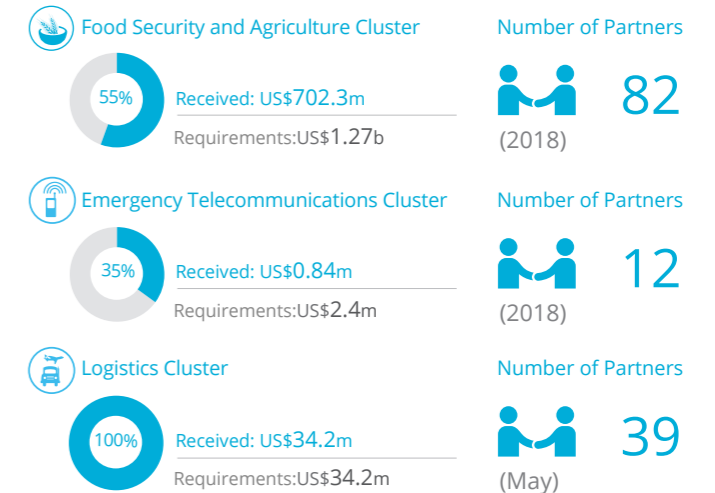 Food Security and Agriculture Cluster
Number of Partners
55%
Received: US$702.3m
Requirements:US$1.27b
82
(2018)
Emergency Telecommunications Cluster
Number of Partners
35%
Received: US$0.84m
Requirements:US$2.4m
12
(2018)
Logistics Cluster
Number of Partners
100%
Received: US$34.2m
Requirements:US$34.2m
39
(May)